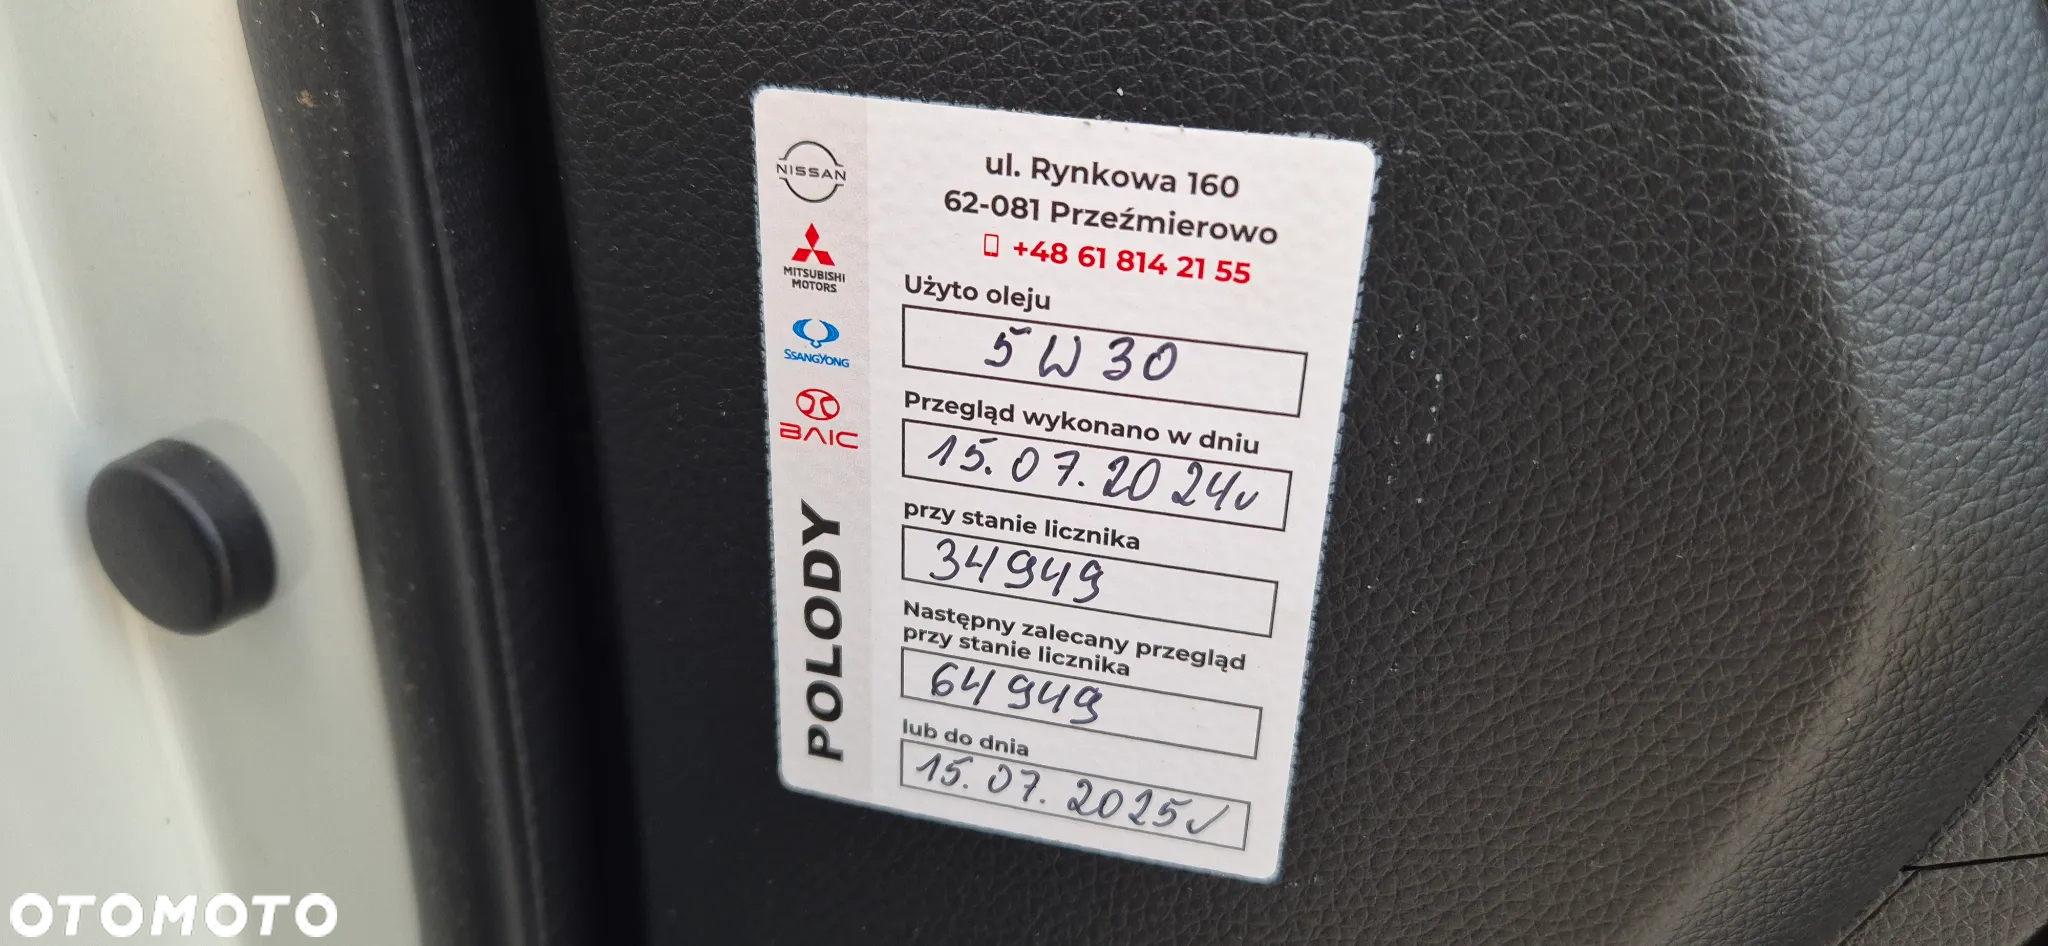 NISSAN
MITSUBISHI
MOTORS
SSANGYONG
BAIC
POLODY
ul. Rynkowa 160
62-081 Przeźmierowo
+48 61 814 21 55
Użyto oleju
5W30
Przegląd wykonano w dniu
15.07.2024r
przy stanie licznika
34949
Następny zalecany przegląd
przy stanie licznika
64949
lub do dnia
15.07.2025r
OTOMOTO